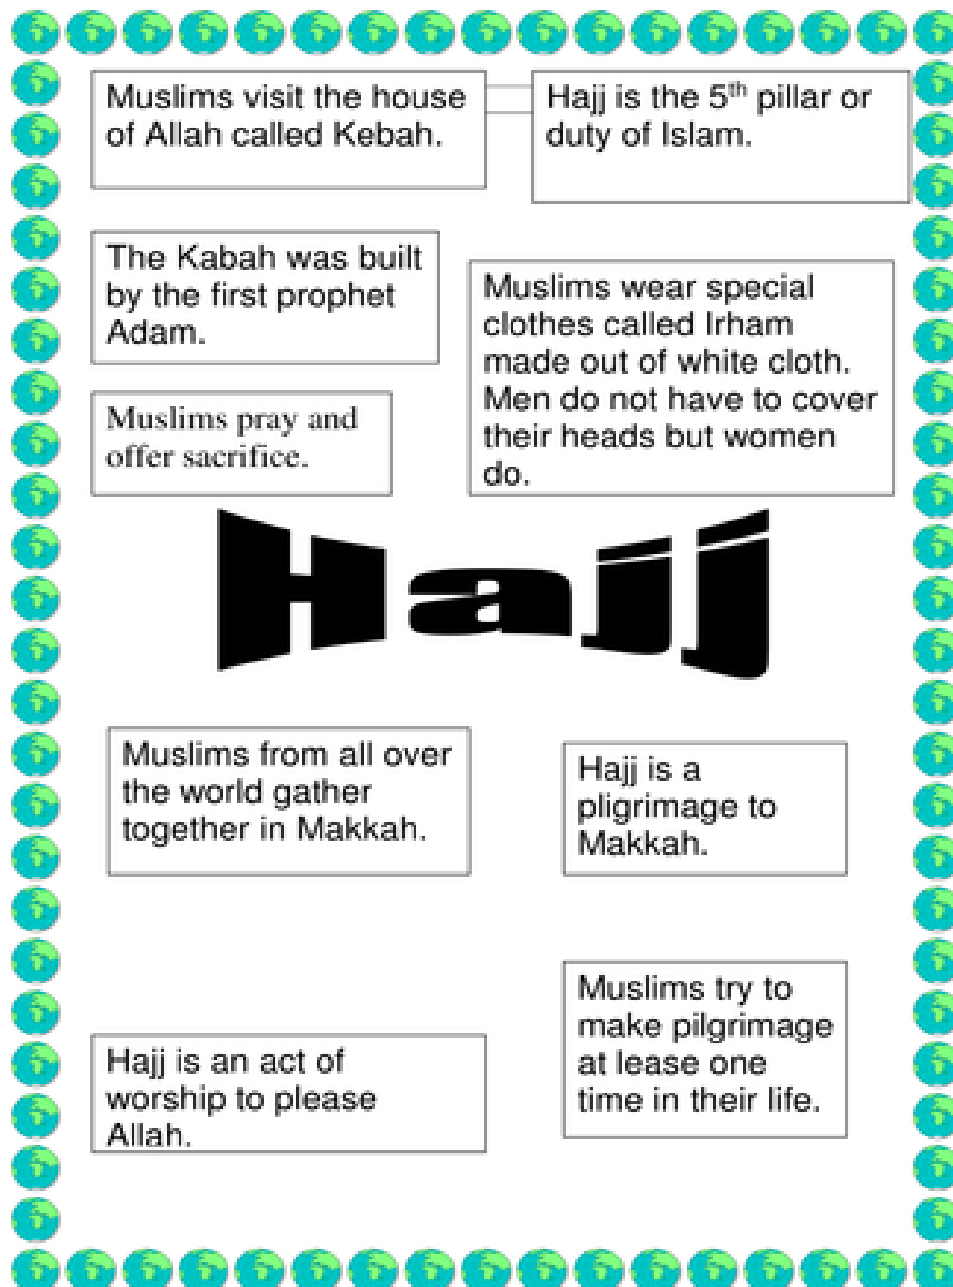 Muslims visit the house
of Allah called Kebah.
Hajj is the 5th pillar or
duty of Islam.
The Kabah was built
by the first prophet
Adam.
Muslims wear special
clothes called Irham
made out of white cloth.
Men do not have to cover
their heads but women
do.
Muslims pray and
offer sacrifice.
Hajj
Muslims from all over
the world gather
together in Makkah.
Hajj is a
pligrimage to
Makkah.
Muslims try to
make pilgrimage
at lease one
time in their life.
Hajj is an act of
worship to please
Allah.